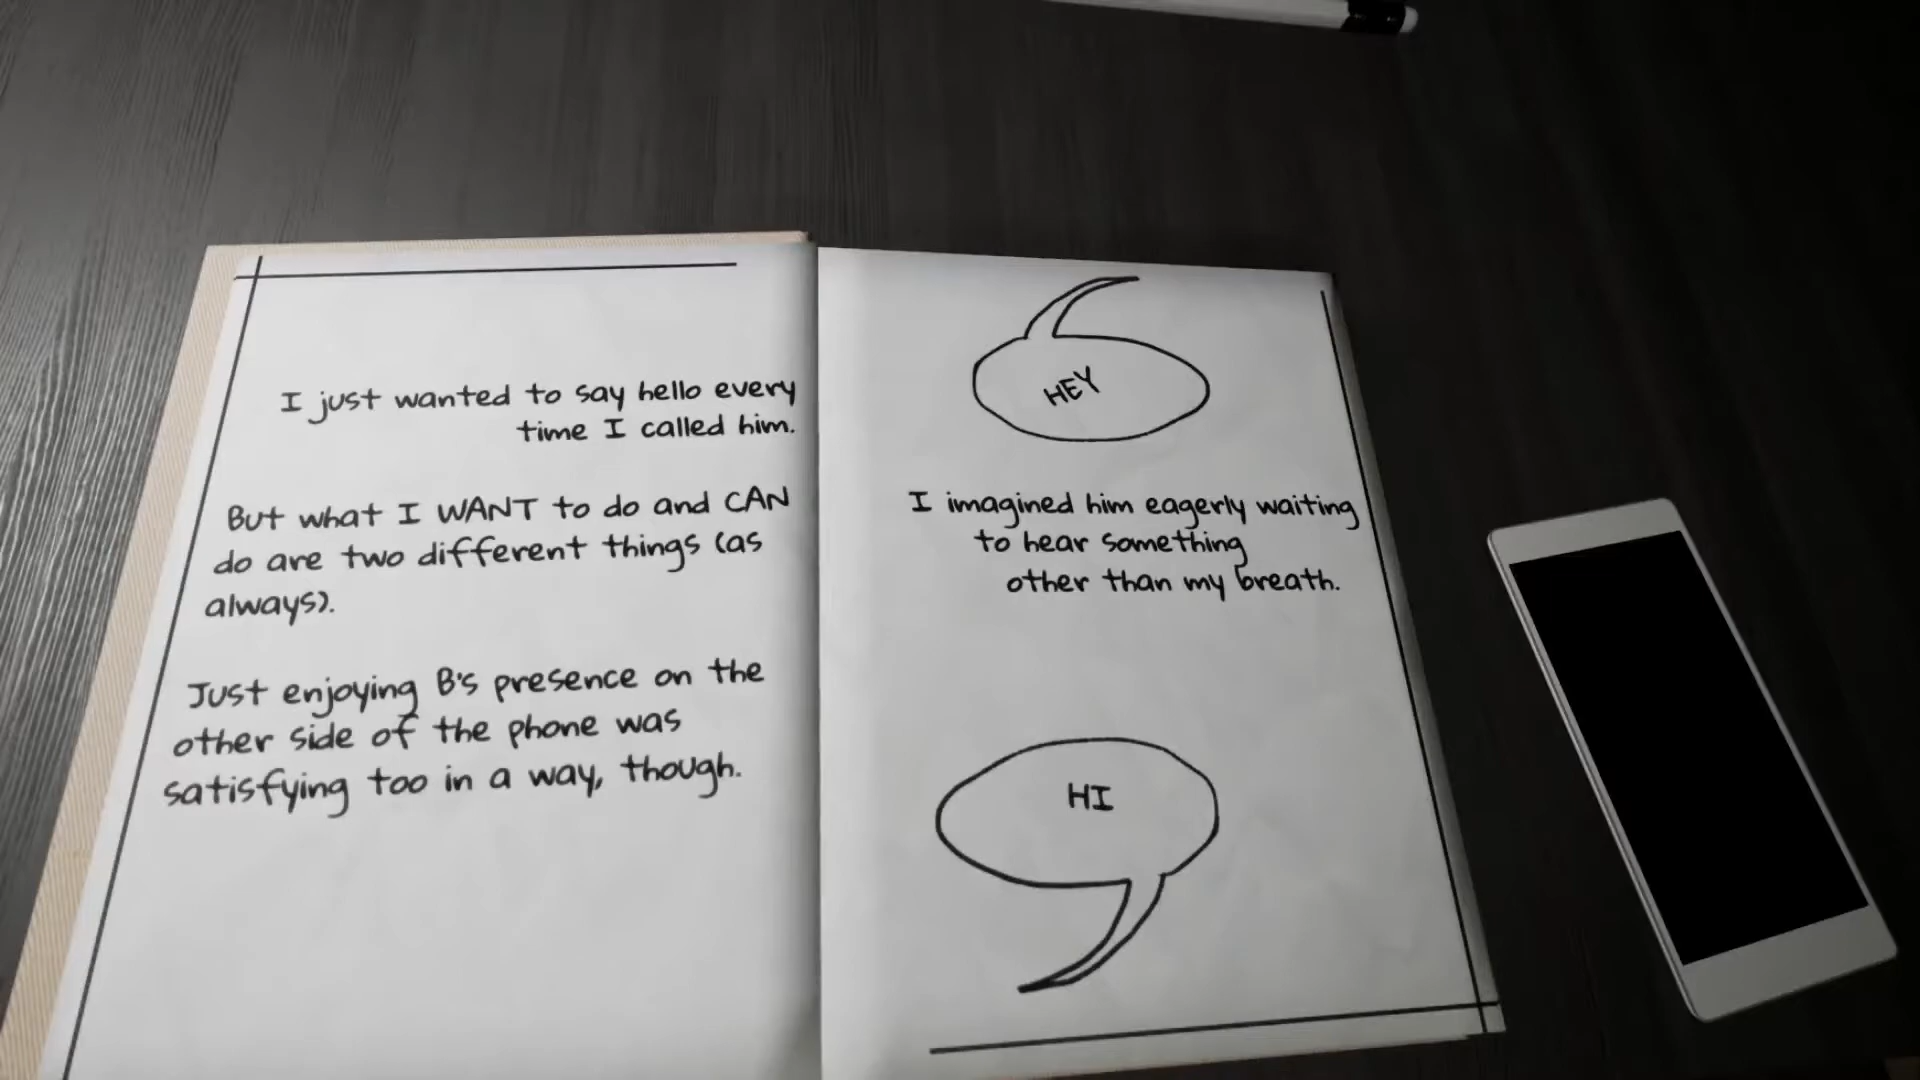 I just wanted to say hello every
time I called him.
But what I WANT to do and CAN
do are two different things (as
always).
Just enjoying B's presence on the
other side of the phone was
satisfying too in a way, though.
HEY
I imagined him eagerly waiting
to hear something
other than my breath.
HI